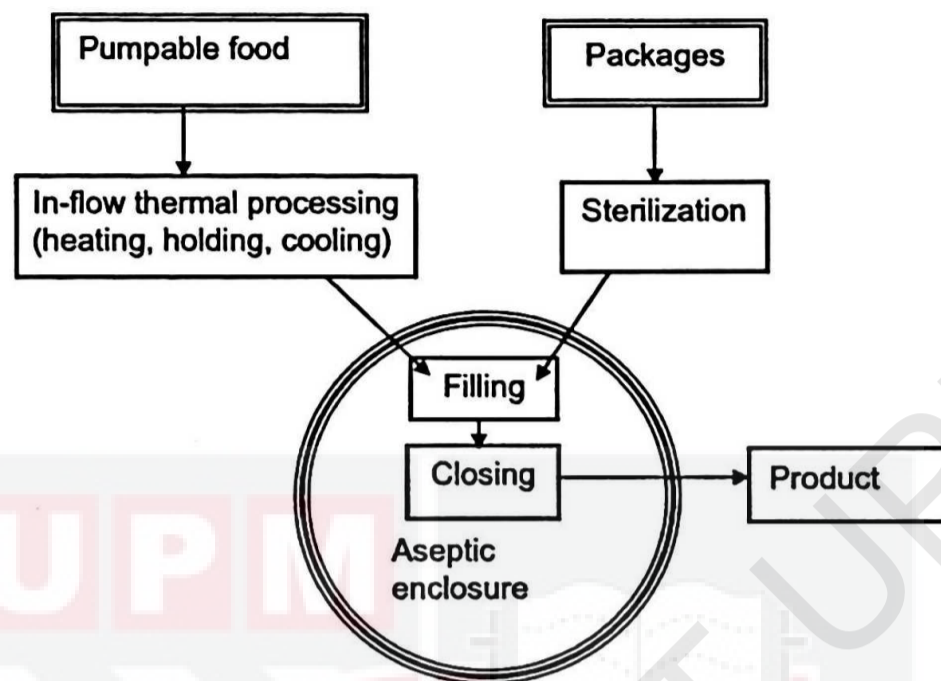 Pumpable food
Packages
In-flow thermal processing
(heating, holding, cooling)
Sterilization
Filling
Closing
Product
Aseptic
enclosure
UPM